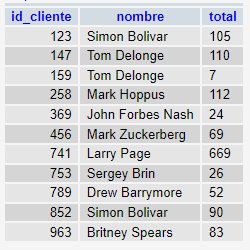 id_cliente nombre total
123 Simon Bolivar 105
147 Tom Delonge 110
159 Tom Delonge 7
258 Mark Hoppus 112
369 John Forbes Nash 24
456 Mark Zuckerberg 69
741 Larry Page 669
753 Sergey Brin 26
789 Drew Barrymore 52
852 Simon Bolivar 90
963 Britney Spears 83